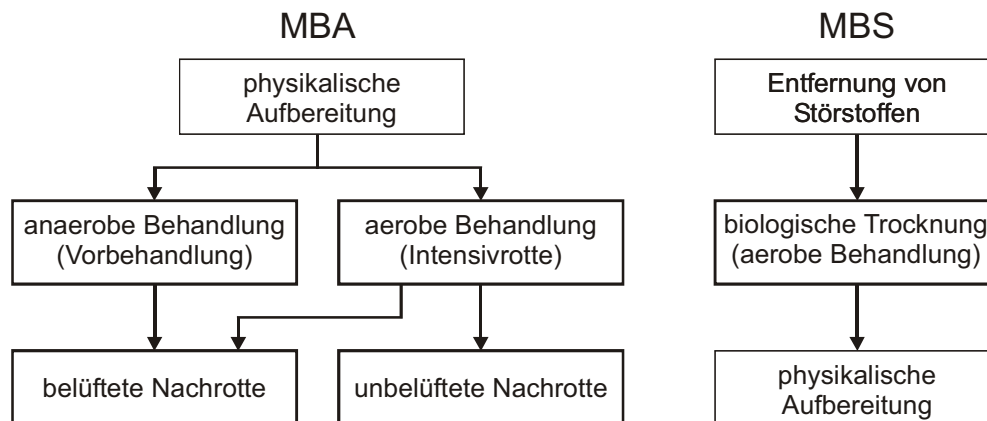 MBA
physikalische
Aufbereitung
anaerobe Behandlung
(Vorbehandlung)
aerobe Behandlung
(Intensivrotte)
belüftete Nachrotte
unbelüftete Nachrotte
MBS
Entfernung von
Störstoffen
biologische Trocknung
(aerobe Behandlung)
physikalische
Aufbereitung